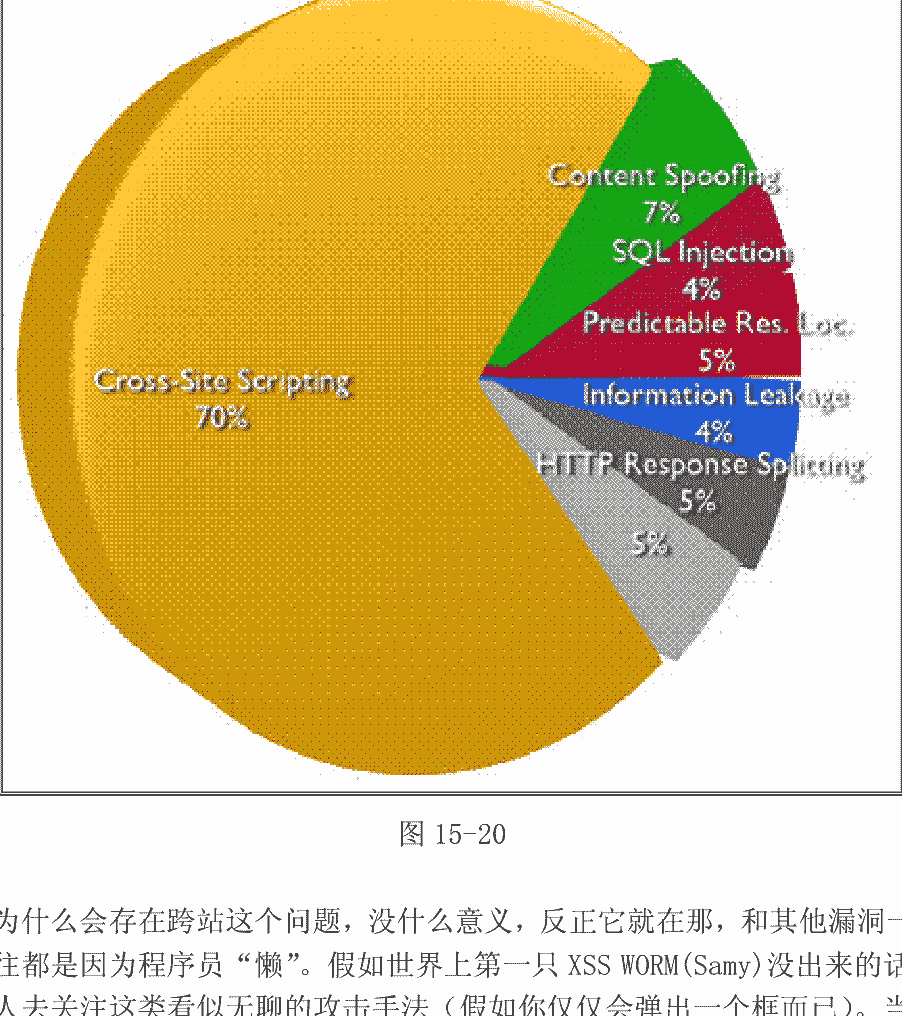 Content Spoofing
7%
SQL Injection
4%
Predictable Res. Loc.
5%
Cross-Site Scripting
70%
Information Leakage
4%
HTTP Response Splitting
5%
5%
图 15-20
为什么会存在跨站这个问题，没什么意义，反正它就在那，和其他漏洞一
往都是因为程序员“懒”。假如世界上第一只 XSS WORM(Samy)没出来的话
人去关注这类看似无聊的攻击手法（假如你仅仅会弹出一个框而已）。当